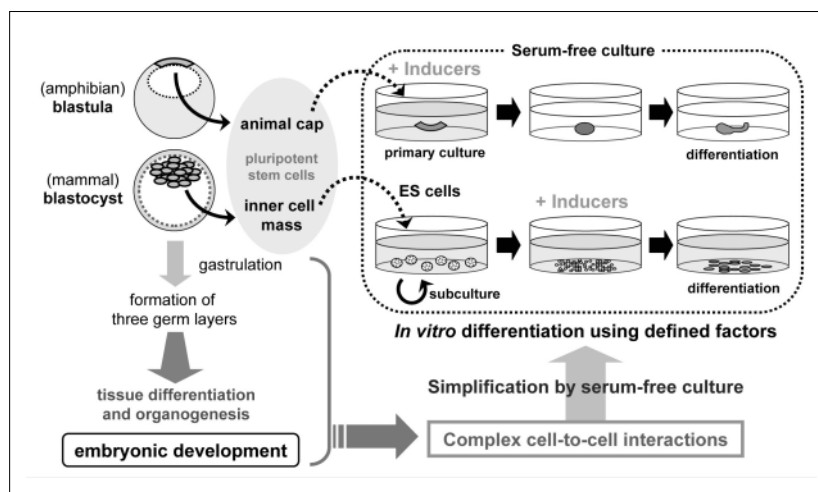 Serum-free culture
+ Inducers
(amphibian)
blastula
animal cap
primary culture
differentiation
pluripotent
stem cells
(mammal)
blastocyst
inner cell
mass
ES cells
+ Inducers
subculture
differentiation
gastrulation
formation of
three germ layers
In vitro differentiation using defined factors
tissue differentiation
and organogenesis
Simplification by serum-free culture
embryonic development
Complex cell-to-cell interactions